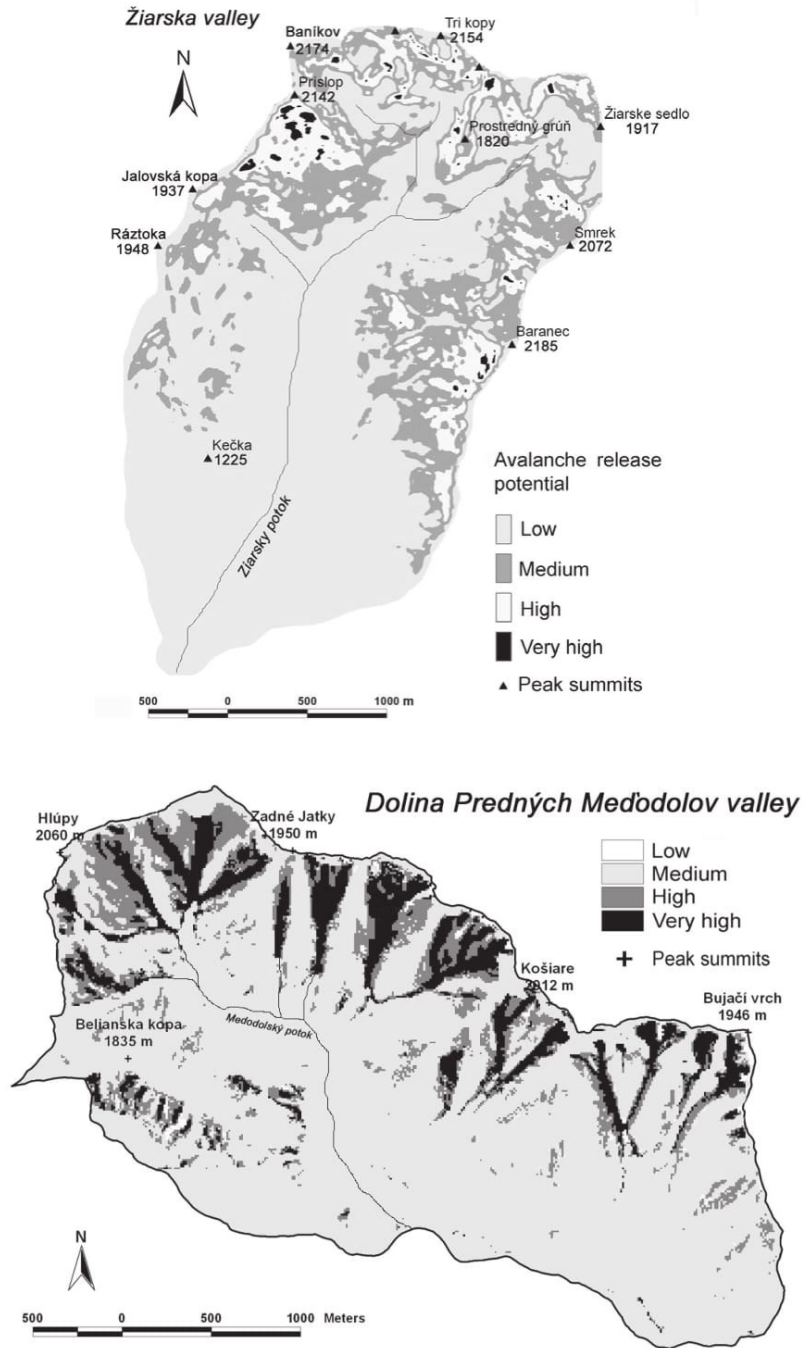 Žiarska valley
N
Baníkov
2174
Tri kopy
2154
Príslop
2142
Prostredný grúň
1820
Žiarske sedlo
1917
Jalovská kopa
1937
Ráztoka
1948
Smrek
2072
Baranec
2185
Kečka
1225
Žiarsky potok
Avalanche release
potential
Low
Medium
High
Very high
Peak summits
500 0 500 1000 m
Dolina Predných Meďodolov valley
Hlúpy
2060 m
Zadné Jatky
1950 m
Low
Medium
High
Very high
Peak summits
Košiare
2012 m
Bujačí vrch
1946 m
Meďodolský potok
Belianska kopa
1835 m
N
500 0 500 1000 Meters